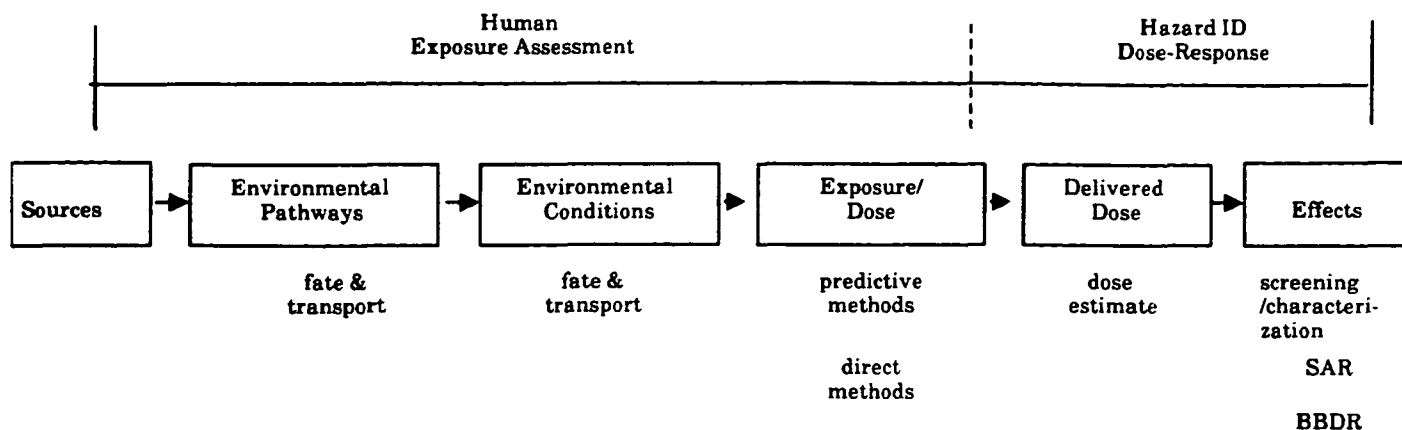 Human
Exposure Assessment
Hazard ID
Dose-Response
Sources
Environmental
Pathways
Environmental
Conditions
Exposure/
Dose
Delivered
Dose
Effects
fate &
transport
fate &
transport
predictive
methods
direct
methods
dose
estimate
screening
/characteri-
zation
SAR
BBDR